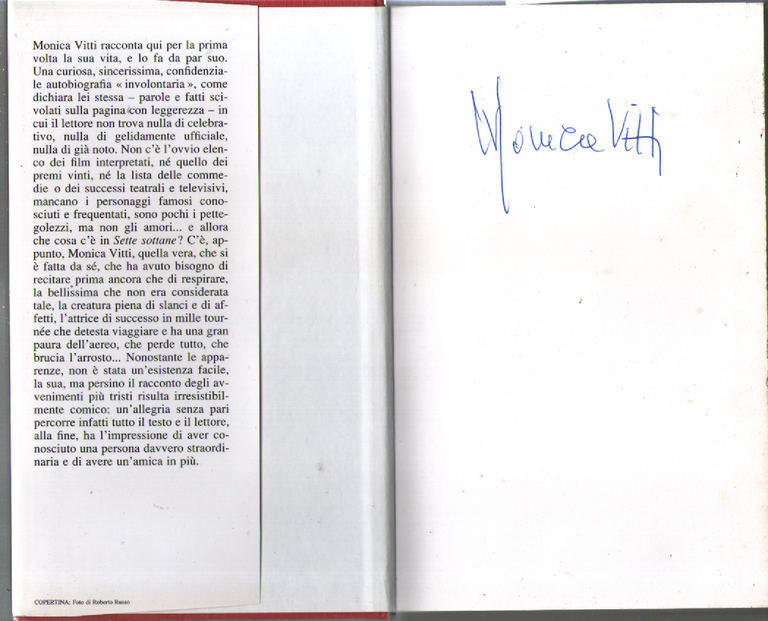 Monica Vitti racconta qui per la prima
volta la sua vita, e lo fa da par suo.
Una curiosa, sincerissima, confidenzia-
le autobiografia « involontaria », come
dichiara lei stessa – parole e fatti sci-
volati sulla pagina con leggerezza – in
cui il lettore non trova nulla di celebra-
tivo, nulla di gelidamente ufficiale,
nulla di già noto. Non c'è l'ovvio elen-
co dei film interpretati, né quello dei
premi vinti, né la lista delle comme-
die o dei successi teatrali e televisivi,
mancano i personaggi famosi cono-
sciuti e frequentati, sono pochi i pette-
golezzi, ma non gli amori... e allora
che cosa c'è in Sette sottane? C'è, ap-
punto, Monica Vitti, quella vera, che si
è fatta da sé, che ha avuto bisogno di
recitare prima ancora che di respirare,
la bellissima che non era considerata
tale, la creatura piena di slanci e di af-
fetti, l'attrice di successo in mille tour-
née che detesta viaggiare e ha una gran
paura dell'aereo, che perde tutto, che
brucia l'arrosto... Nonostante le appa-
renze, non è stata un'esistenza facile,
la sua, ma persino il racconto degli av-
venimenti più tristi risulta irresistibil-
mente comico: un'allegria senza pari
percorre infatti tutto il testo e il lettore,
alla fine, ha l'impressione di aver co-
nosciuto una persona davvero straordi-
naria e di avere un'amica in più.
COPERTINA: Foto di Roberto Russo
Monica Vitti